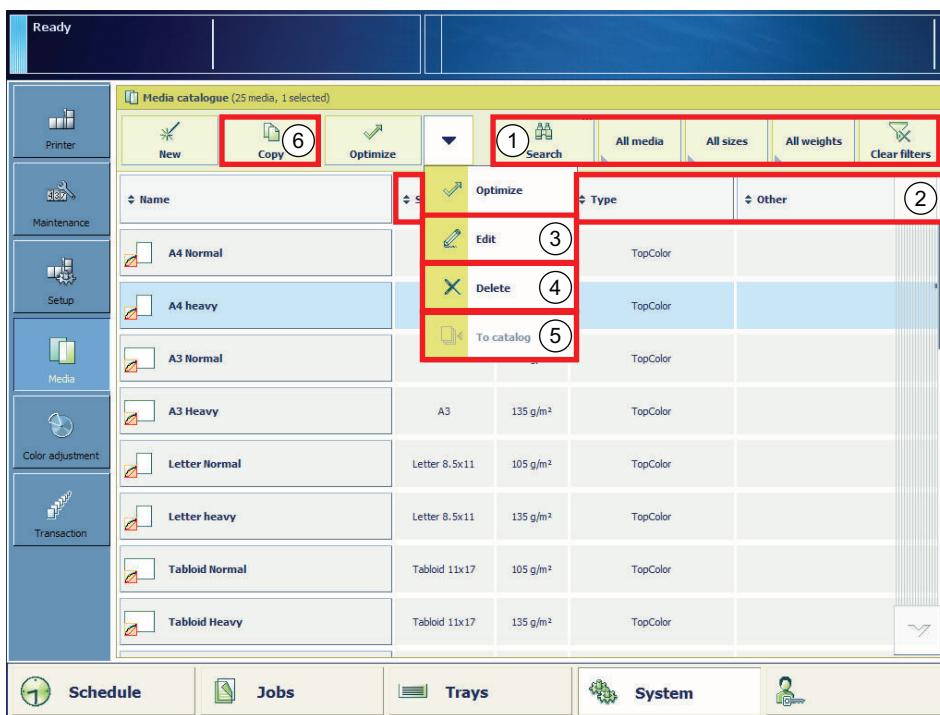 Ready
Media catalogue (25 media, 1 selected)
Printer
Maintenance
Setup
Media
Color adjustment
Transaction
New
Copy
6
Optimize
1
Search
All media
All sizes
All weights
Clear filters
Name
Type
Other
2
Optimize
Edit
3
Delete
4
To catalog
5
A4 Normal TopColor
A4 heavy TopColor
A3 Normal TopColor
A3 Heavy A3 135 g/m² TopColor
Letter Normal Letter 8.5x11 105 g/m² TopColor
Letter heavy Letter 8.5x11 135 g/m² TopColor
Tabloid Normal Tabloid 11x17 105 g/m² TopColor
Tabloid Heavy Tabloid 11x17 135 g/m² TopColor
Schedule
Jobs
Trays
System